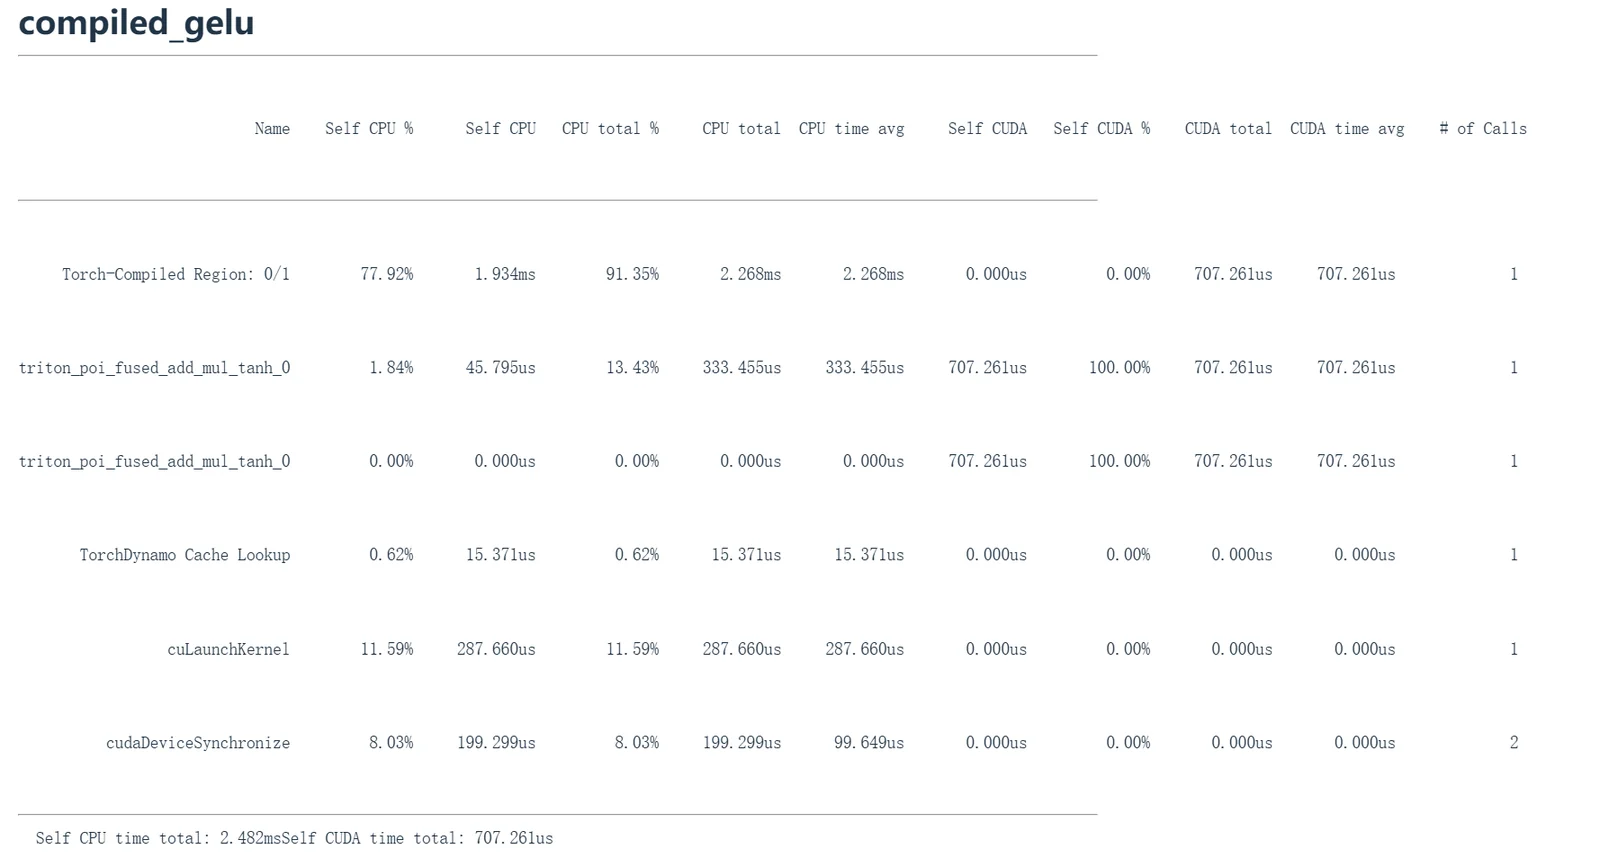 compiled_gelu
Name Self CPU % Self CPU CPU total % CPU total CPU time avg Self CUDA Self CUDA % CUDA total CUDA time avg # of Calls
Torch-Compiled Region: 0/1 77.92% 1.934ms 91.35% 2.268ms 2.268ms 0.000us 0.00% 707.261us 707.261us 1
triton_poi_fused_add_mul_tanh_0 1.84% 45.795us 13.43% 333.455us 333.455us 707.261us 100.00% 707.261us 707.261us 1
triton_poi_fused_add_mul_tanh_0 0.00% 0.000us 0.00% 0.000us 0.000us 707.261us 100.00% 707.261us 707.261us 1
TorchDynamo Cache Lookup 0.62% 15.371us 0.62% 15.371us 15.371us 0.000us 0.00% 0.000us 0.000us 1
cuLaunchKernel 11.59% 287.660us 11.59% 287.660us 287.660us 0.000us 0.00% 0.000us 0.000us 1
cudaDeviceSynchronize 8.03% 199.299us 8.03% 199.299us 99.649us 0.000us 0.00% 0.000us 0.000us 2
Self CPU time total: 2.482msSelf CUDA time total: 707.261us